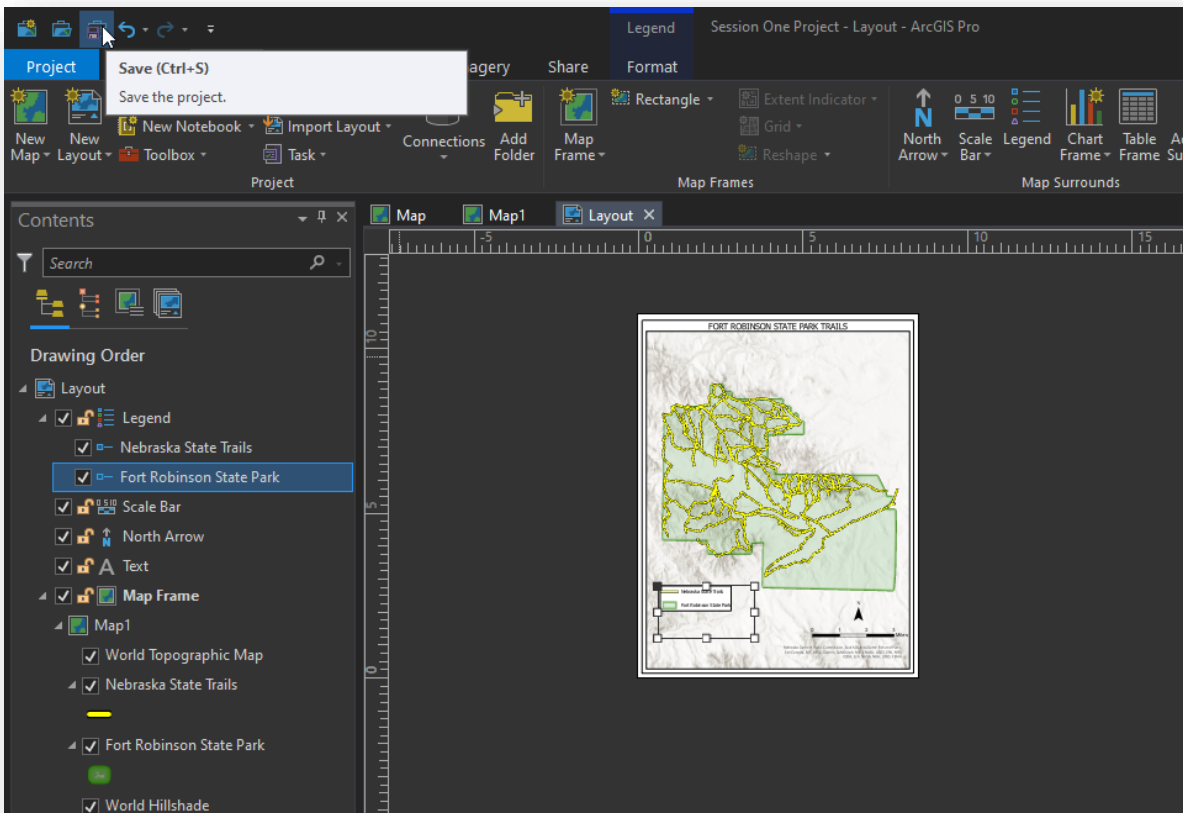 Legend
Session One Project - Layout - ArcGIS Pro
Project
agery
Share
Format
Save (Ctrl+S)
Save the project.
New Map
New Layout
New Notebook
Toolbox
Import Layout
Task
Connections
Add Folder
Project
Map Frame
Rectangle
Extent Indicator
Grid
Reshape
Map Frames
North Arrow
0 5 10
Scale Bar
Legend
Chart Frame
Table Frame
Map Surrounds
Contents
Search
Drawing Order
Layout
Legend
Nebraska State Trails
Fort Robinson State Park
0 5 10
Scale Bar
North Arrow
A Text
Map Frame
Map1
World Topographic Map
Nebraska State Trails
Fort Robinson State Park
World Hillshade
Map
Map1
Layout
-5
0
5
10
15
10
5
0
FORT ROBINSON STATE PARK TRAILS
Nebraska State Trails
Fort Robinson State Park
N
Miles